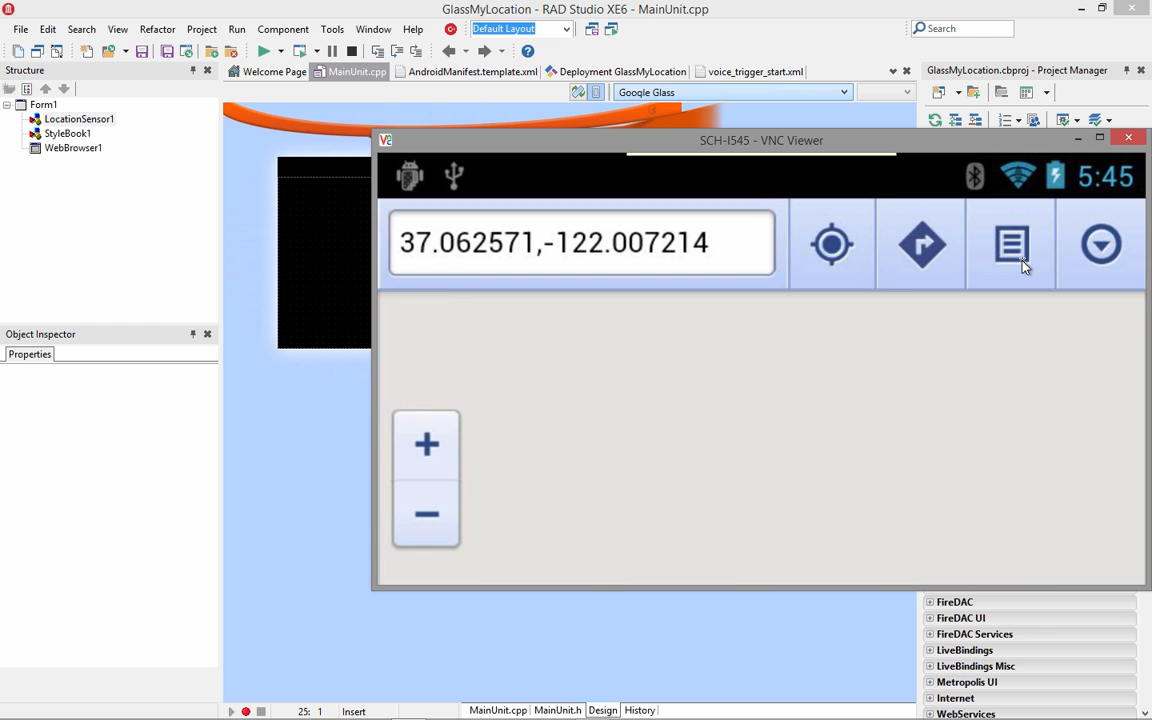 GlassMyLocation - RAD Studio XE6 - MainUnit.cpp
File Edit Search View Refactor Project Run Component Tools Window Help
Default Layout
Search
Structure
Welcome Page MainUnit.cpp AndroidManifest.template.xml Deployment GlassMyLocation voice_trigger_start.xml
GlassMyLocation.cbproj - Project Manager
Google Glass
Form1
LocationSensor1
StyleBook1
WebBrowser1
SCH-I545 - VNC Viewer
5:45
37.062571,-122.007214
Object Inspector
Properties
+
−
FireDAC
FireDAC UI
FireDAC Services
LiveBindings
LiveBindings Misc
Metropolis UI
Internet
WebServices
25: 1 Insert
MainUnit.cpp MainUnit.h Design History